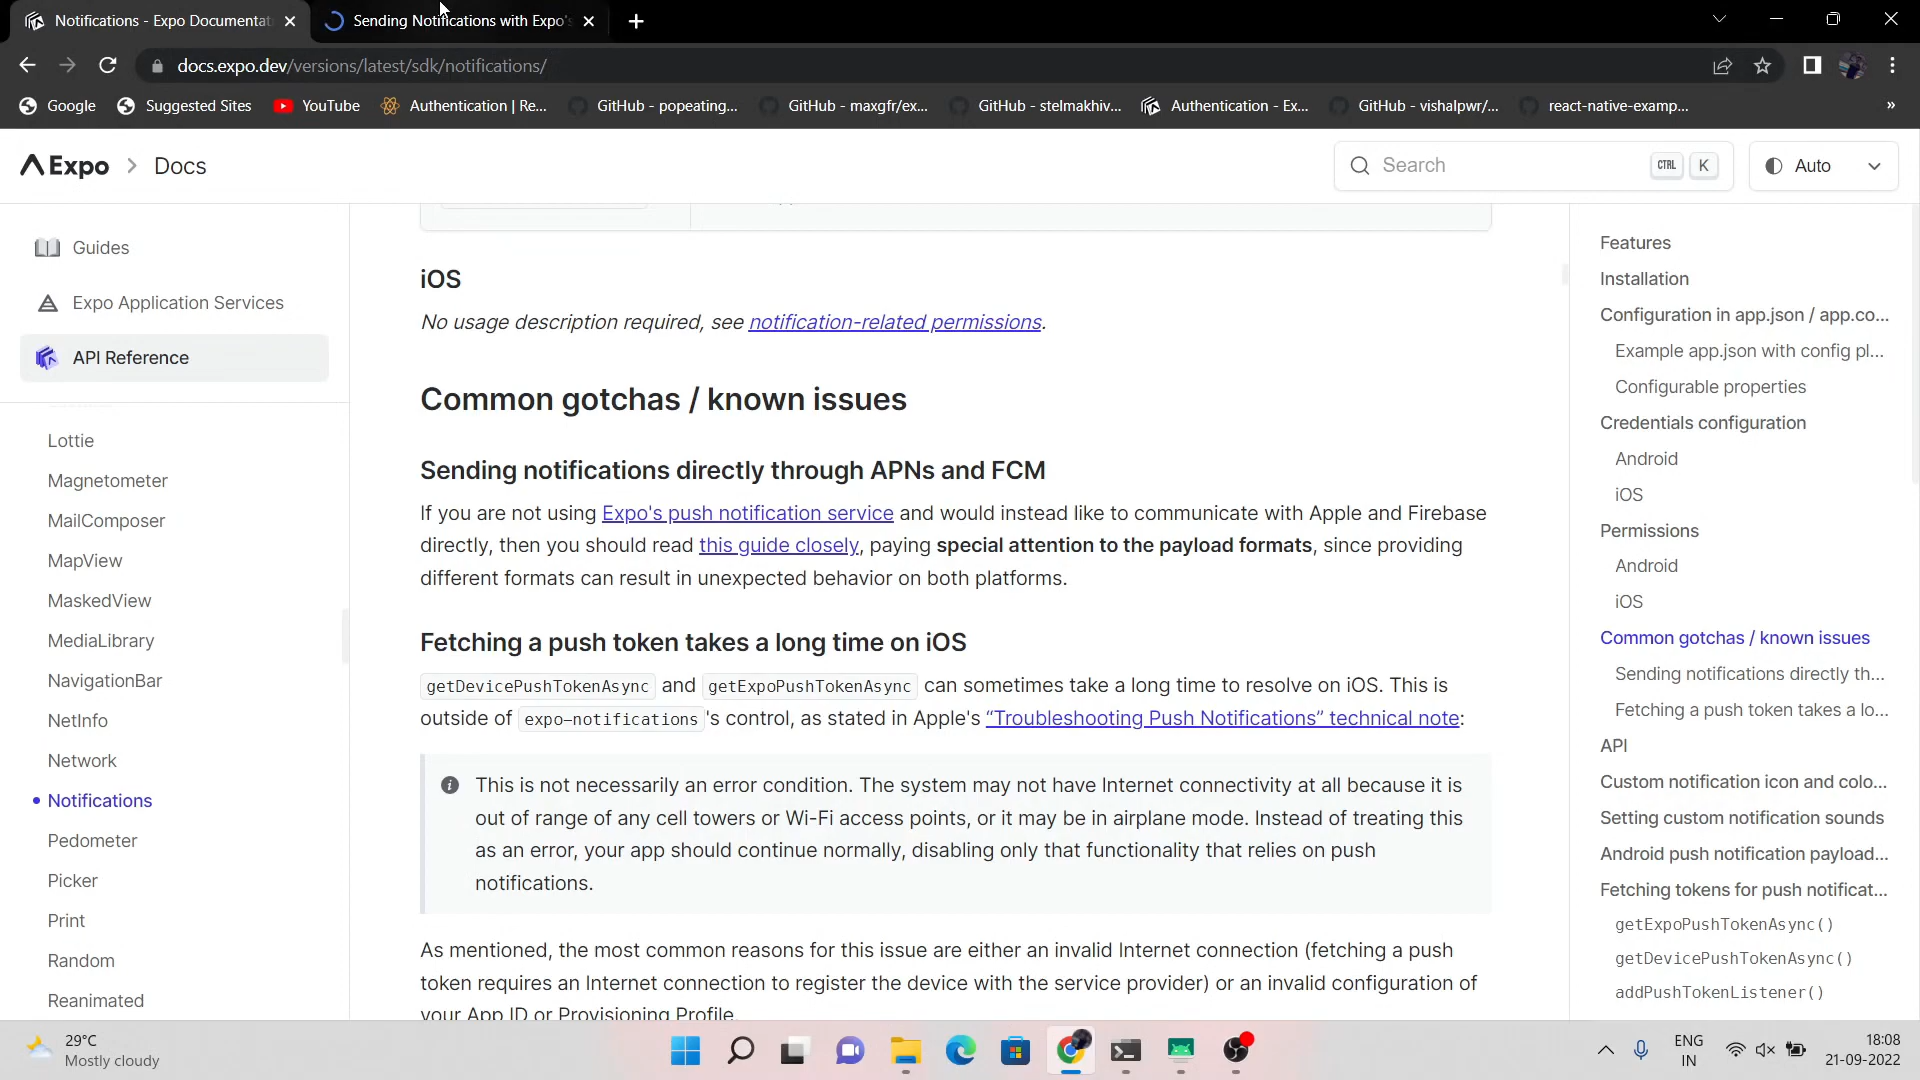 Notifications - Expo Documentat
Sending Notifications with Expo's
docs.expo.dev/versions/latest/sdk/notifications/
Google
Suggested Sites
YouTube
Authentication | Re...
GitHub - popeating...
GitHub - maxgfr/ex...
GitHub - stelmakhiv...
Authentication - Ex...
GitHub - vishalpwr/...
react-native-examp...
»
Expo
Docs
Search
CTRL
K
Auto
Guides
Expo Application Services
API Reference
Lottie
Magnetometer
MailComposer
MapView
MaskedView
MediaLibrary
NavigationBar
NetInfo
Network
Notifications
Pedometer
Picker
Print
Random
Reanimated
iOS
No usage description required, see notification-related permissions.
Common gotchas / known issues
Sending notifications directly through APNs and FCM
If you are not using Expo's push notification service and would instead like to communicate with Apple and Firebase
directly, then you should read this guide closely, paying special attention to the payload formats, since providing
different formats can result in unexpected behavior on both platforms.
Fetching a push token takes a long time on iOS
getDevicePushTokenAsync and getExpoPushTokenAsync can sometimes take a long time to resolve on iOS. This is
outside of expo-notifications 's control, as stated in Apple's “Troubleshooting Push Notifications” technical note:
This is not necessarily an error condition. The system may not have Internet connectivity at all because it is
out of range of any cell towers or Wi-Fi access points, or it may be in airplane mode. Instead of treating this
as an error, your app should continue normally, disabling only that functionality that relies on push
notifications.
As mentioned, the most common reasons for this issue are either an invalid Internet connection (fetching a push
token requires an Internet connection to register the device with the service provider) or an invalid configuration of
your App ID or Provisioning Profile.
Features
Installation
Configuration in app.json / app.co...
Example app.json with config pl...
Configurable properties
Credentials configuration
Android
iOS
Permissions
Android
iOS
Common gotchas / known issues
Sending notifications directly th...
Fetching a push token takes a lo...
API
Custom notification icon and colo...
Setting custom notification sounds
Android push notification payload...
Fetching tokens for push notificat...
getExpoPushTokenAsync()
getDevicePushTokenAsync()
addPushTokenListener()
29°C
Mostly cloudy
ENG
IN
18:08
21-09-2022